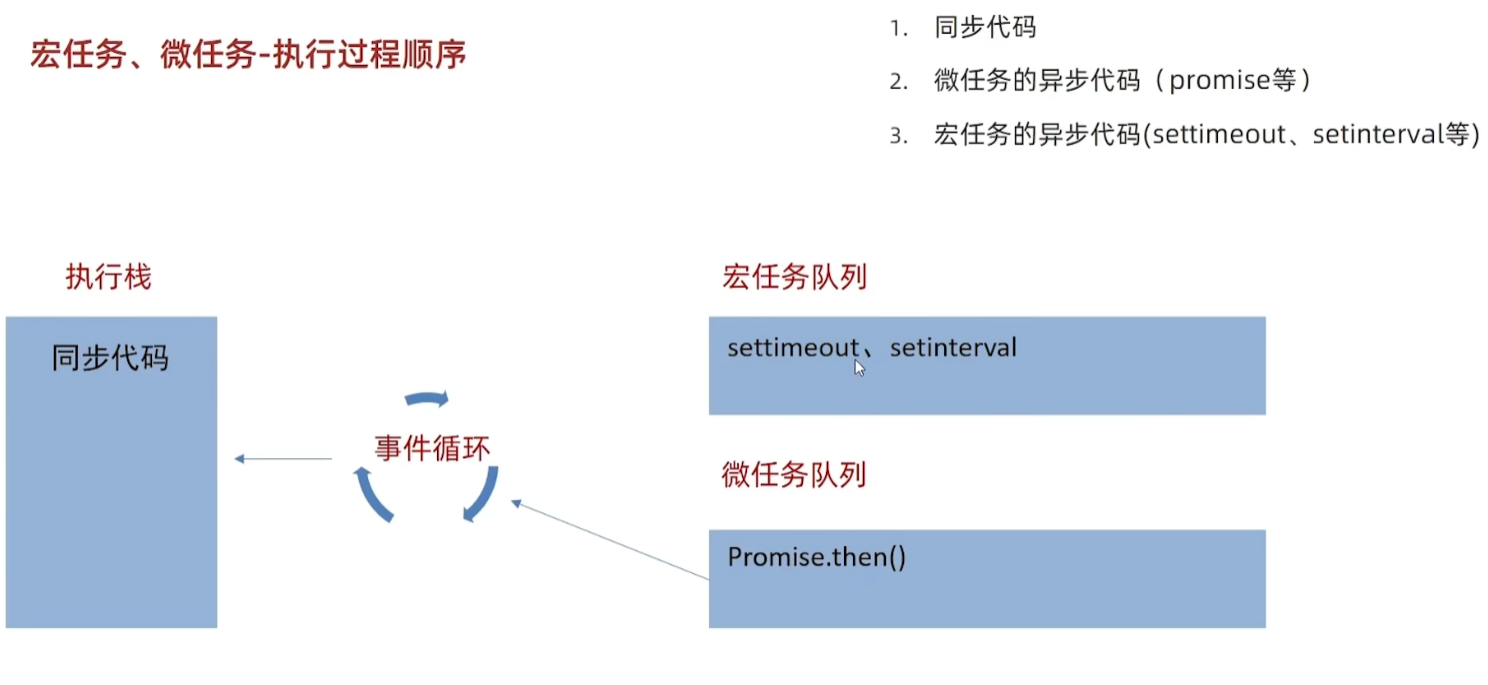 宏任务、微任务-执行过程顺序
1. 同步代码
2. 微任务的异步代码（promise等）
3. 宏任务的异步代码(settimeout、setinterval等)
执行栈
同步代码
事件循环
宏任务队列
settimeout、setinterval
微任务队列
Promise.then()